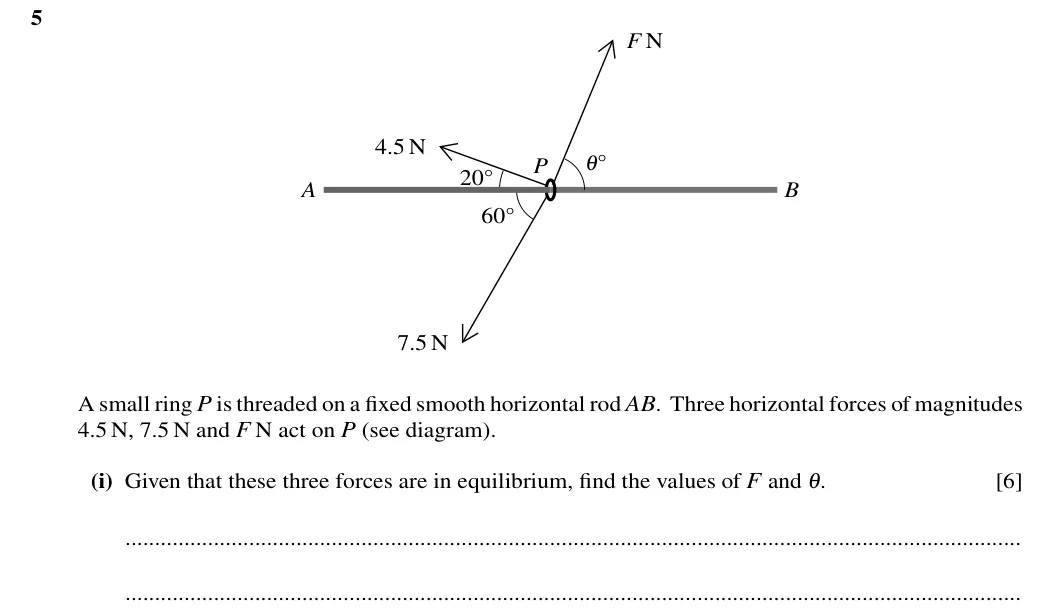 5
F N
4.5 N
P
θ°
20°
A
B
60°
7.5 N
A small ring P is threaded on a fixed smooth horizontal rod AB. Three horizontal forces of magnitudes
4.5 N, 7.5 N and F N act on P (see diagram).
(i) Given that these three forces are in equilibrium, find the values of F and θ. [6]